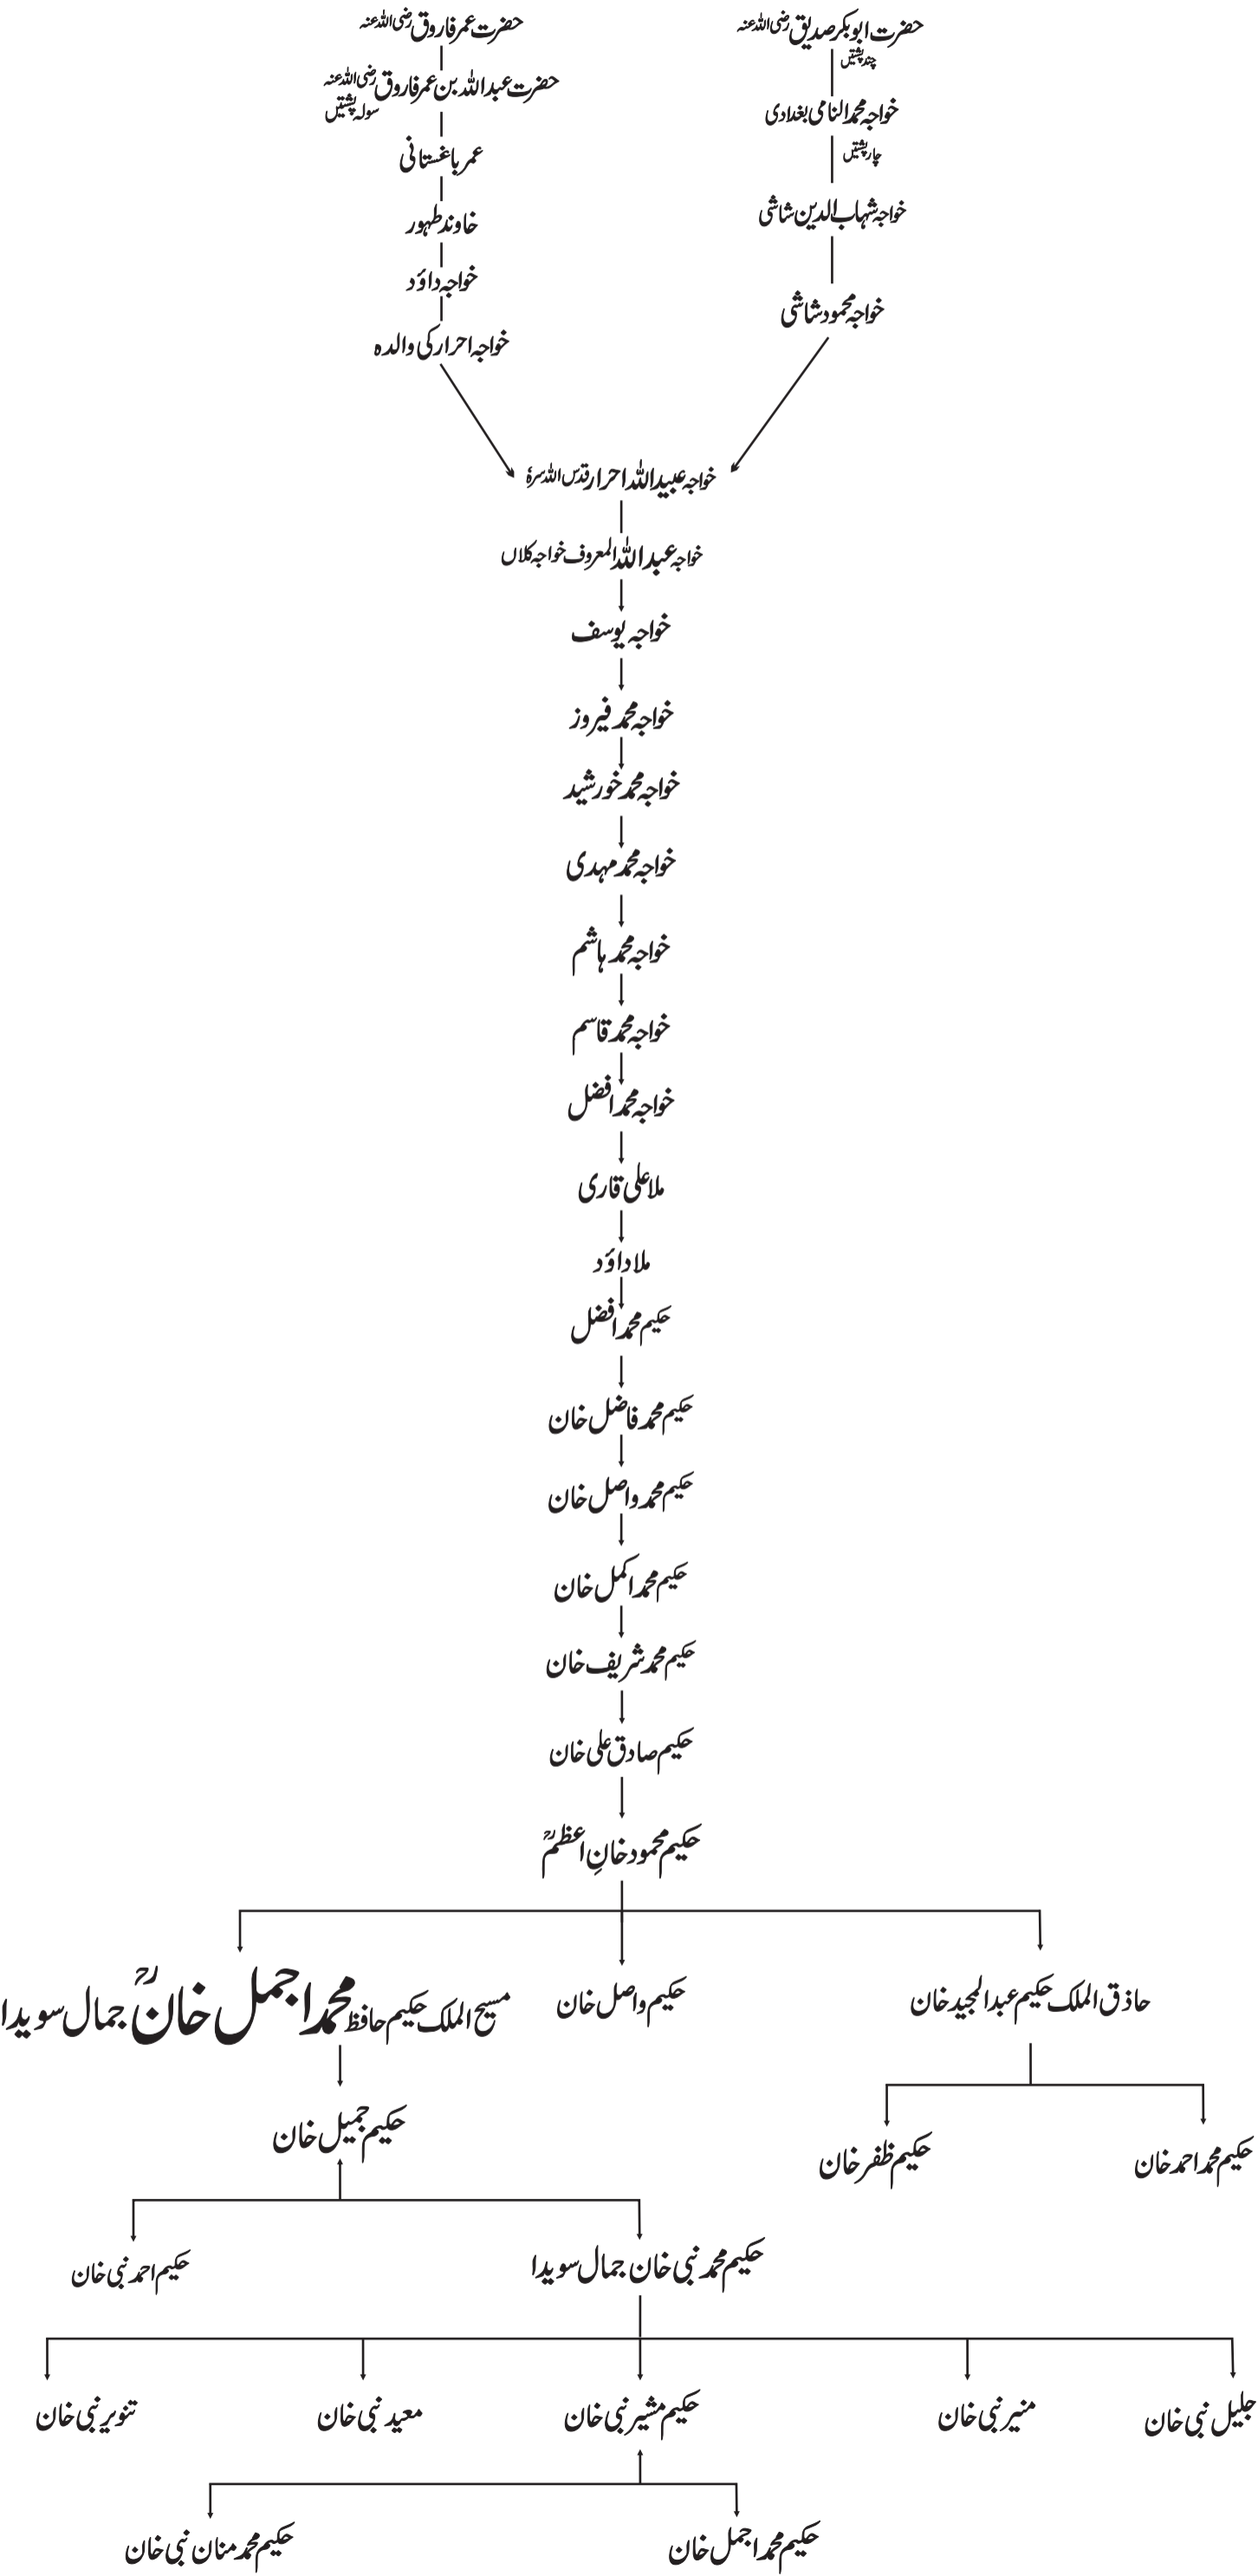 حضرت ابوبکر صدیق رضی اللہ عنہ
چند پشتیں
خواجہ محمد النامی بغدادی
چار پشتیں
خواجہ شہاب الدین شاشی
خواجہ محمود شاشی
حضرت عمر فاروق رضی اللہ عنہ
حضرت عبداللہ بن عمر فاروق رضی اللہ عنہ
سولہ پشتیں
عمر باغستانی
خاوند طہور
خواجہ داؤد
خواجہ احرار کی والدہ
خواجہ عبیداللہ احرار قدس اللہ سرہٗ
خواجہ عبداللہ المعروف خواجہ کلاں
خواجہ یوسف
خواجہ محمد فیروز
خواجہ محمد خورشید
خواجہ محمد مہدی
خواجہ محمد ہاشم
خواجہ محمد قاسم
خواجہ محمد افضل
ملا علی قاری
ملا داؤد
حکیم محمد افضل
حکیم محمد فاضل خان
حکیم محمد واصل خان
حکیم محمد اکمل خان
حکیم محمد شریف خان
حکیم صادق علی خان
حکیم محمود خانِ اعظمؒ
حاذق الملک حکیم عبدالمجید خان
حکیم واصل خان
مسیح الملک حکیم حافظ محمد اجمل خانؒ جمال سویدا
حکیم جمیل خان
حکیم محمد احمد خان
حکیم ظفر خان
حکیم محمد نبی خان جمال سویدا
حکیم احمد نبی خان
جلیل نبی خان
منیر نبی خان
حکیم مشیر نبی خان
معید نبی خان
تنویر نبی خان
حکیم محمد اجمل خان
حکیم محمد منان نبی خان